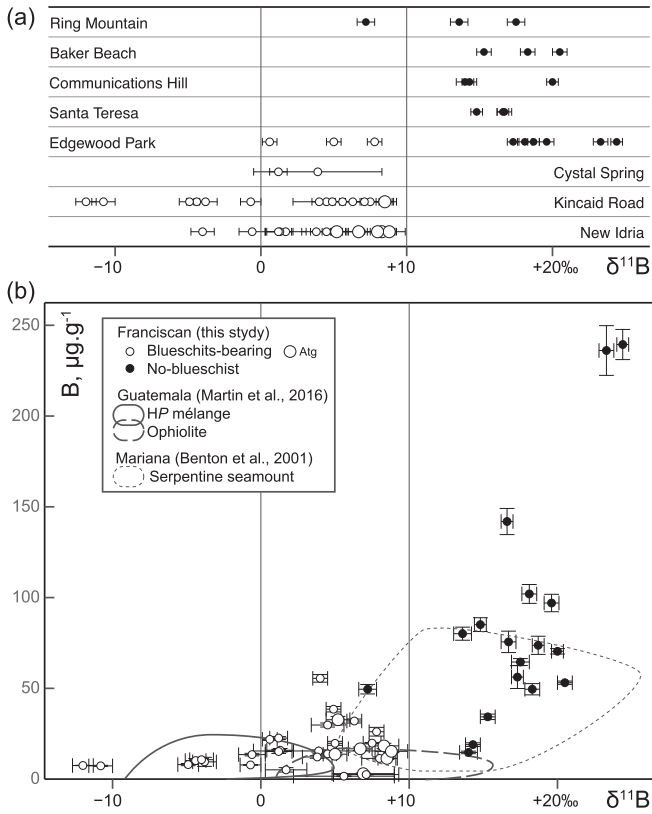 (a)
Ring Mountain
Baker Beach
Communications Hill
Santa Teresa
Edgewood Park
Cystal Spring
Kincaid Road
New Idria
−10 0 +10 +20‰ δ¹¹B
(b)
B, µg.g⁻¹
250
200
150
100
50
0
Franciscan (this stydy)
Blueschits-bearing Atg
No-blueschist
Guatemala (Martin et al., 2016)
HP mélange
Ophiolite
Mariana (Benton et al., 2001)
Serpentine seamount
−10 0 +10 +20‰ δ¹¹B